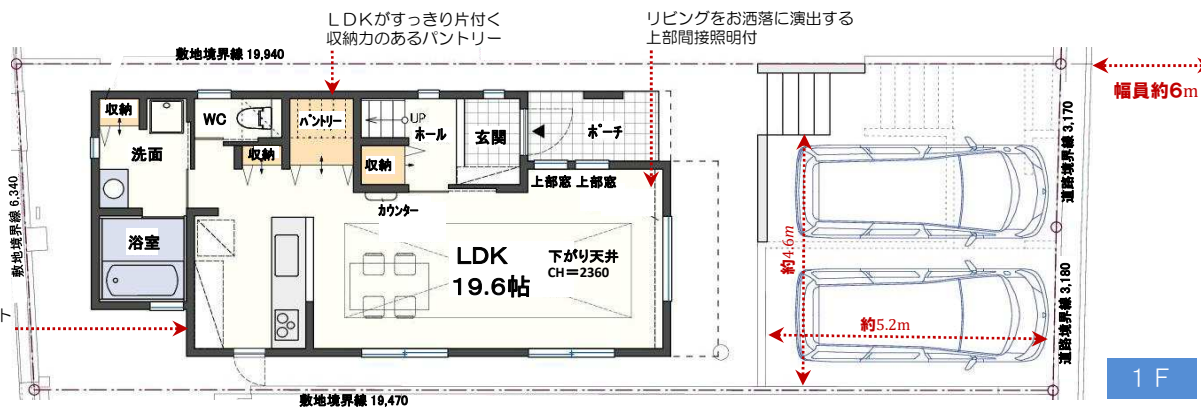 LDKがすっきり片付く
収納力のあるパントリー
リビングをお洒落に演出する
上部間接照明付
敷地境界線 19,940
幅員約6m
収納
WC
パントリー
UP
ホール
玄関
ポーチ
洗面
収納
収納
上部窓 上部窓
カウンター
浴室
LDK
19.6帖
下がり天井
CH=2360
敷地境界線 6,340
道路境界線 3,170
約4.6m
約5.2m
道路境界線 3,180
ナ
敷地境界線 19,470
1F